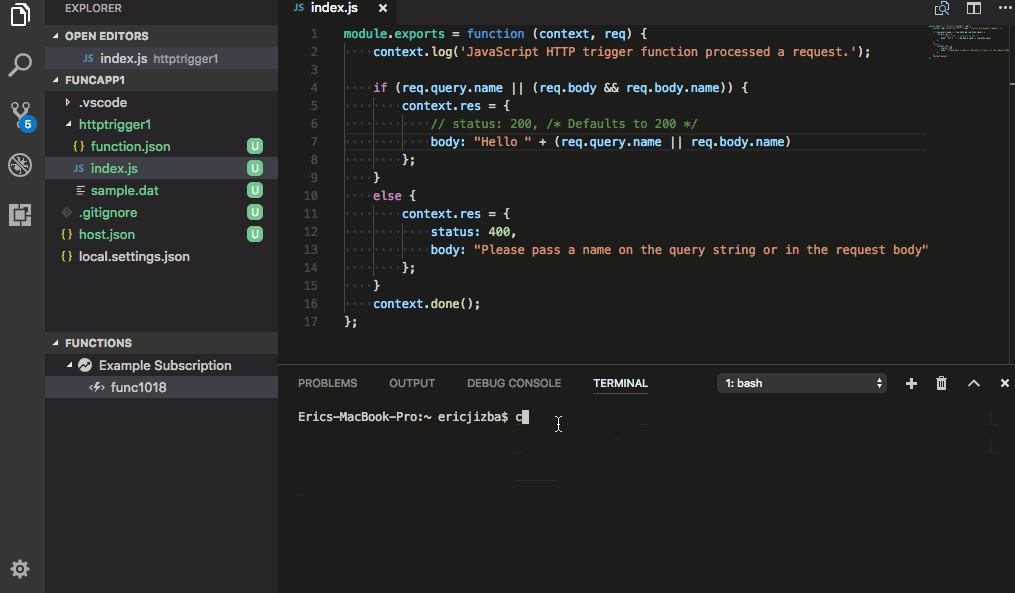 EXPLORER
OPEN EDITORS
JS index.js httptrigger1
FUNCAPP1
.vscode
httptrigger1
{} function.json U
JS index.js U
sample.dat U
.gitignore U
{} host.json U
{} local.settings.json
FUNCTIONS
Example Subscription
func1018
5
JS index.js ×
1 module.exports = function (context, req) {
2 context.log('JavaScript HTTP trigger function processed a request.');
3
4 if (req.query.name || (req.body && req.body.name)) {
5 context.res = {
6 // status: 200, /* Defaults to 200 */
7 body: "Hello " + (req.query.name || req.body.name)
8 };
9 }
10 else {
11 context.res = {
12 status: 400,
13 body: "Please pass a name on the query string or in the request body"
14 };
15 }
16 context.done();
17 };
PROBLEMS OUTPUT DEBUG CONSOLE TERMINAL 1: bash
Erics-MacBook-Pro:~ ericjizba$ c